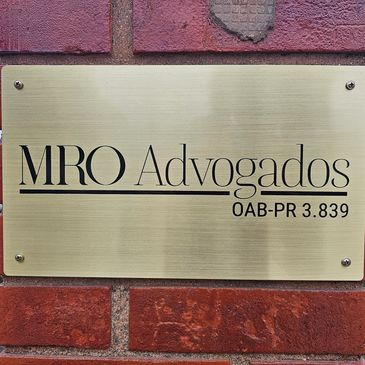 MRO Advogados
OAB-PR 3.839